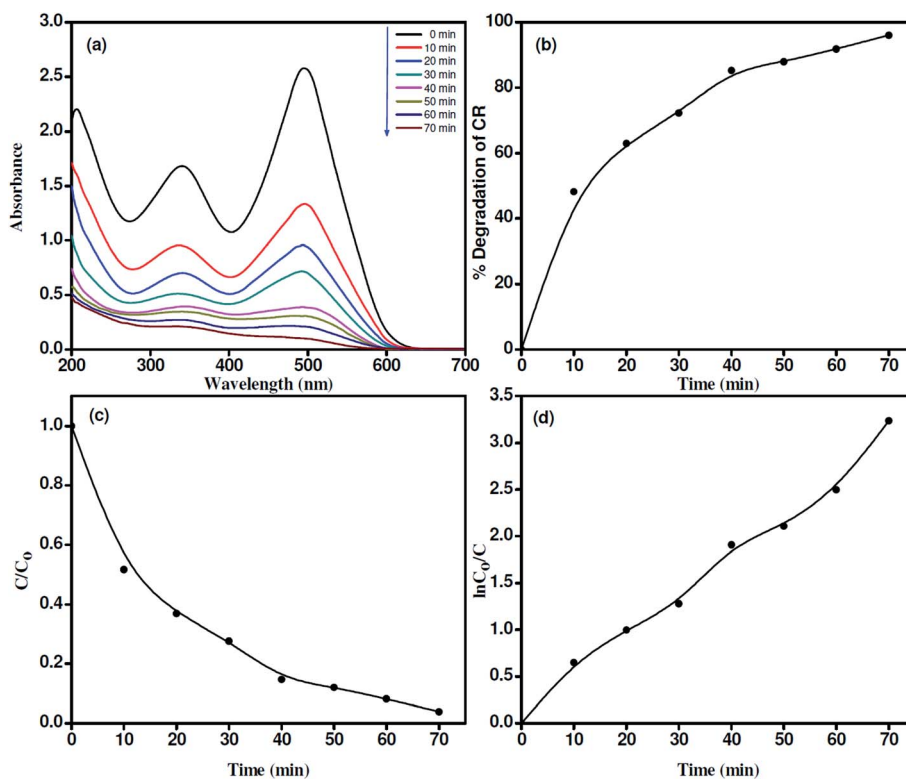 (a)
0 min
10 min
20 min
30 min
40 min
50 min
60 min
70 min
3.0
2.5
2.0
1.5
1.0
0.5
0.0
Absorbance
200 300 400 500 600 700
Wavelength (nm)
(b)
100
80
60
40
20
0
% Degradation of CR
0 10 20 30 40 50 60 70
Time (min)
(c)
1.0
0.8
0.6
0.4
0.2
0.0
C/C₀
0 10 20 30 40 50 60 70
Time (min)
(d)
3.5
3.0
2.5
2.0
1.5
1.0
0.5
0.0
lnC₀/C
0 10 20 30 40 50 60 70
Time (min)